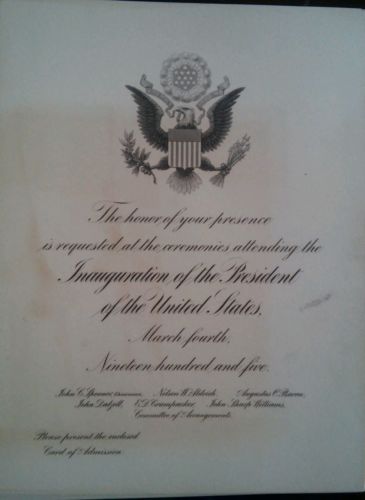 The honor of your presence
is requested at the ceremonies attending the
Inauguration of the President
of the United States,
March fourth,
Nineteen hundred and five.
John C. Spooner, Chairman, Nelson W. Aldrich, Augustus O. Bacon,
John Dalzell, E.D. Crumpacker, John Sharp Williams,
Committee of Arrangements.
Please present the enclosed
Card of Admission